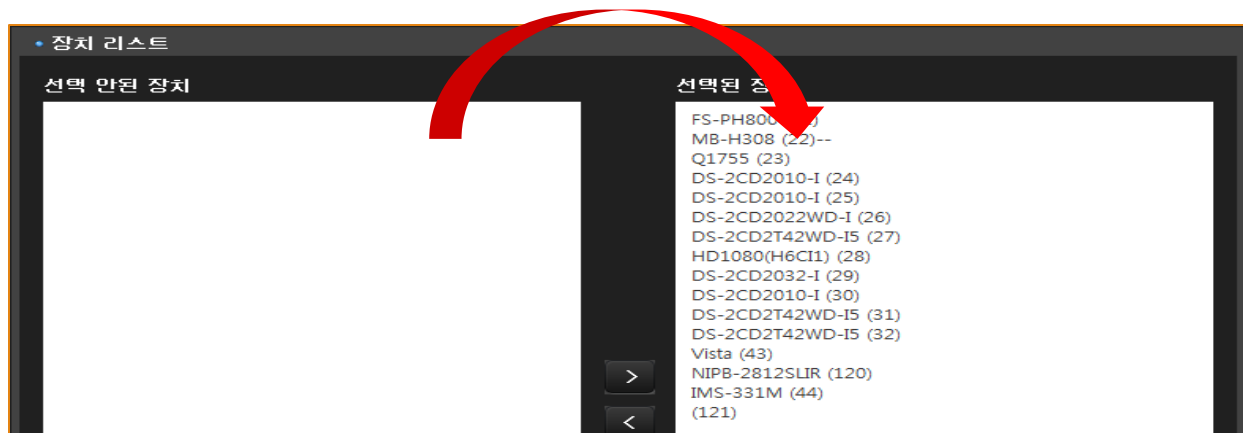 장치 리스트
선택 안된 장치
선택된
FS-PH800
MB-H308 (22)--
Q1755 (23)
DS-2CD2010-I (24)
DS-2CD2010-I (25)
DS-2CD2022WD-I (26)
DS-2CD2T42WD-I5 (27)
HD1080(H6CI1) (28)
DS-2CD2032-I (29)
DS-2CD2010-I (30)
DS-2CD2T42WD-I5 (31)
DS-2CD2T42WD-I5 (32)
Vista (43)
NIPB-2812SLIR (120)
IMS-331M (44)
(121)
>
<